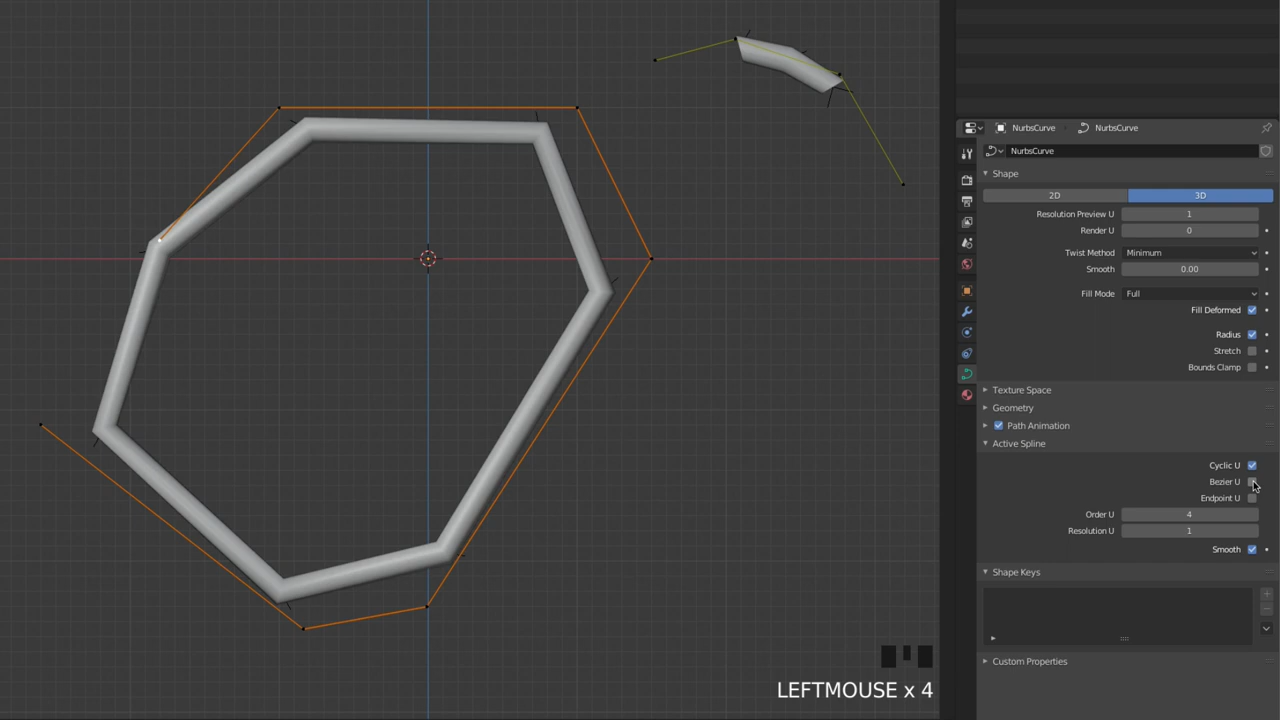 NurbsCurve NurbsCurve
NurbsCurve
Shape
2D 3D
Resolution Preview U 1
Render U 0
Twist Method Minimum
Smooth 0.00
Fill Mode Full
Fill Deformed
Radius
Stretch
Bounds Clamp
Texture Space
Geometry
Path Animation
Active Spline
Cyclic U
Bezier U
Endpoint U
Order U 4
Resolution U 1
Smooth
Shape Keys
Custom Properties
LEFTMOUSE x 4